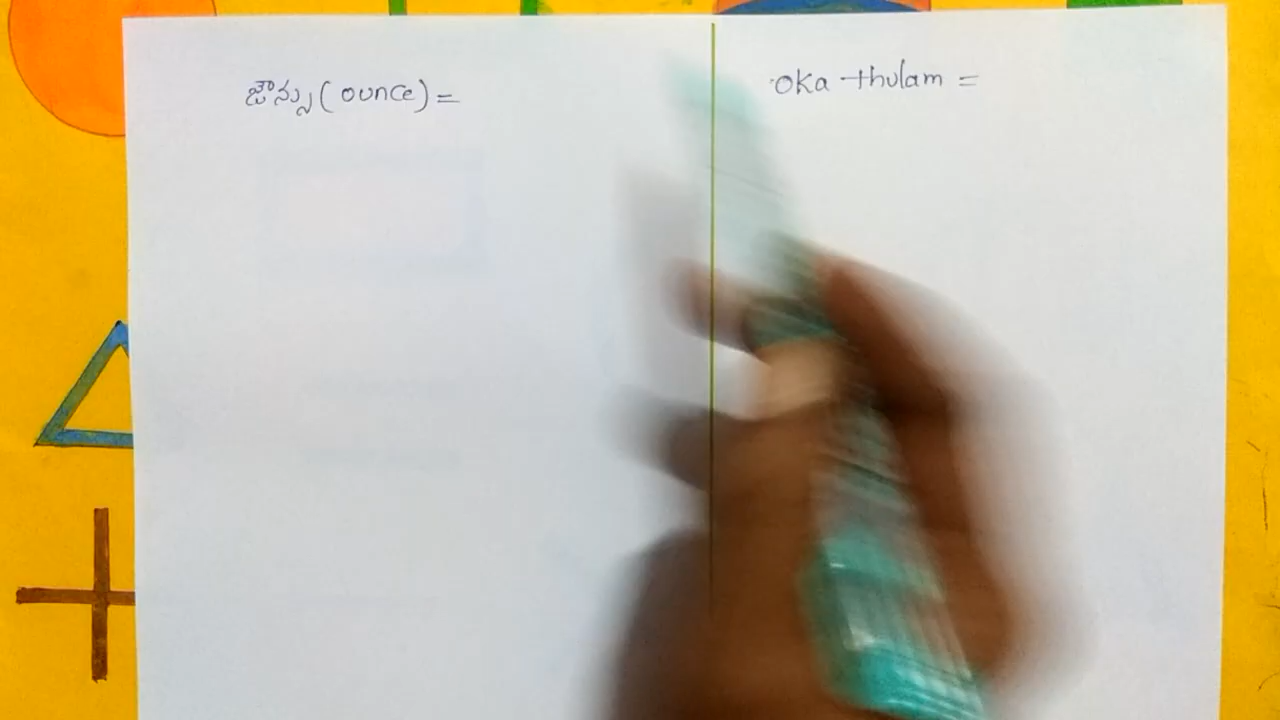 ఔన్సు (ounce) =
oka thulam =